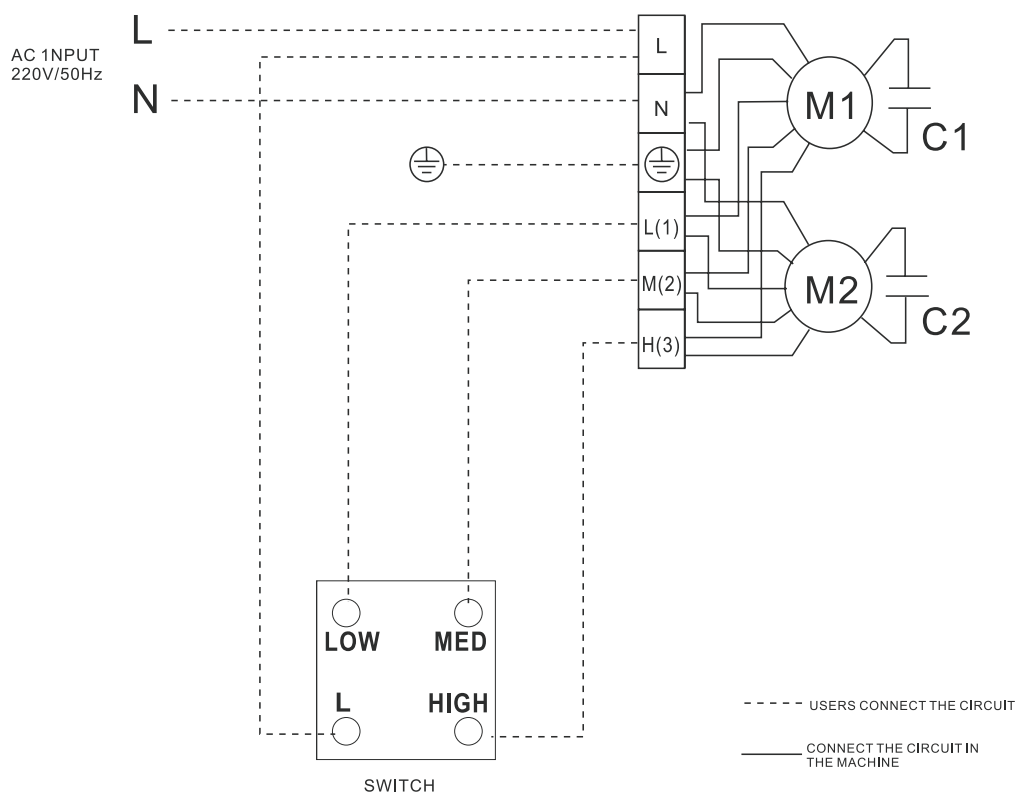 L
AC 1NPUT
220V/50Hz
N
L
N
L(1)
M(2)
H(3)
M1
C1
M2
C2
LOW
MED
L
HIGH
SWITCH
USERS CONNECT THE CIRCUIT
CONNECT THE CIRCUIT IN
THE MACHINE